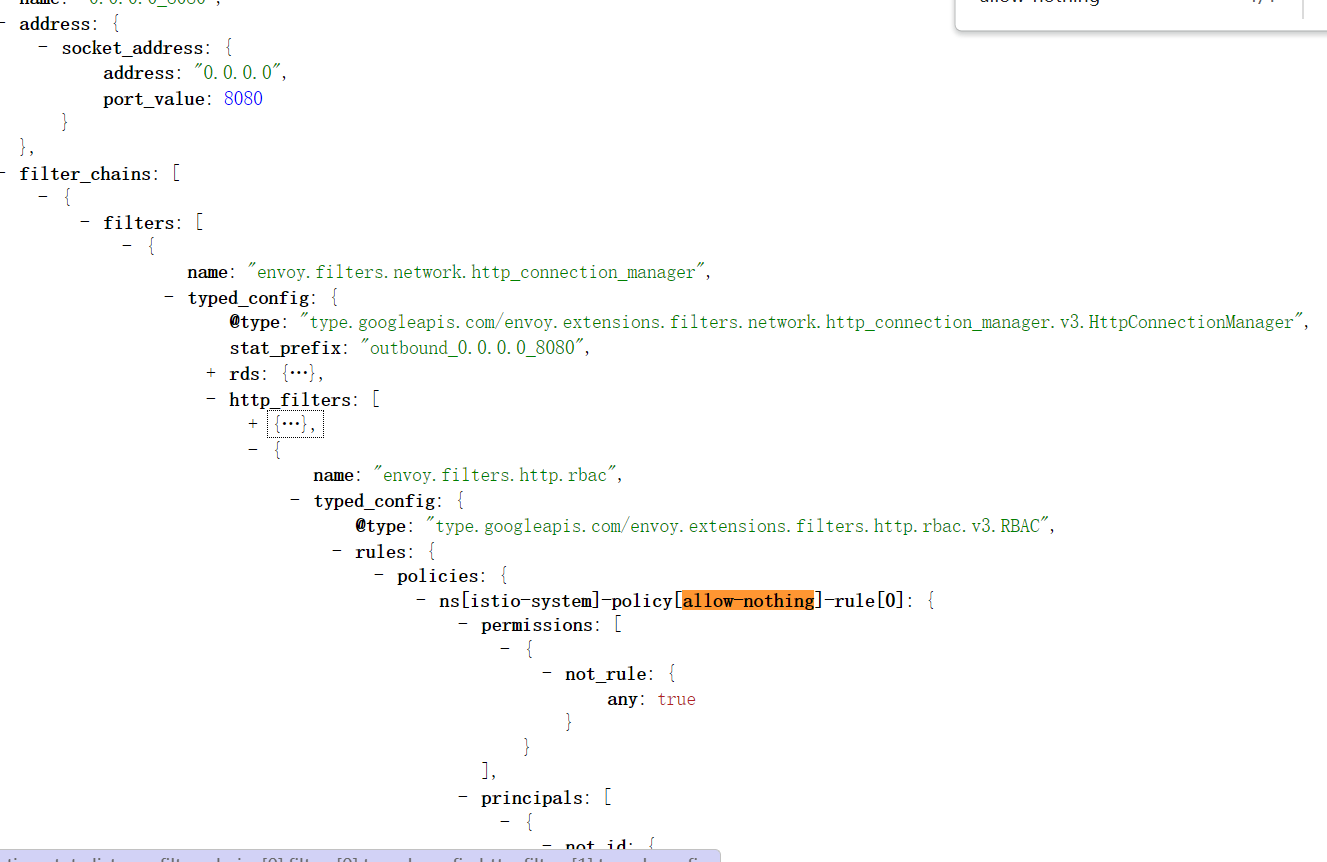 name: "0.0.0.0_8080",
- address: {
- socket_address: {
address: "0.0.0.0",
port_value: 8080
}
},
- filter_chains: [
- {
- filters: [
- {
name: "envoy.filters.network.http_connection_manager",
- typed_config: {
@type: "type.googleapis.com/envoy.extensions.filters.network.http_connection_manager.v3.HttpConnectionManager",
stat_prefix: "outbound_0.0.0.0_8080",
+ rds: {…},
- http_filters: [
+ {…},
- {
name: "envoy.filters.http.rbac",
- typed_config: {
@type: "type.googleapis.com/envoy.extensions.filters.http.rbac.v3.RBAC",
- rules: {
- policies: {
- ns[istio-system]-policy[allow-nothing]-rule[0]: {
- permissions: [
- {
- not_rule: {
any: true
}
}
],
- principals: [
- {
- not_id: {